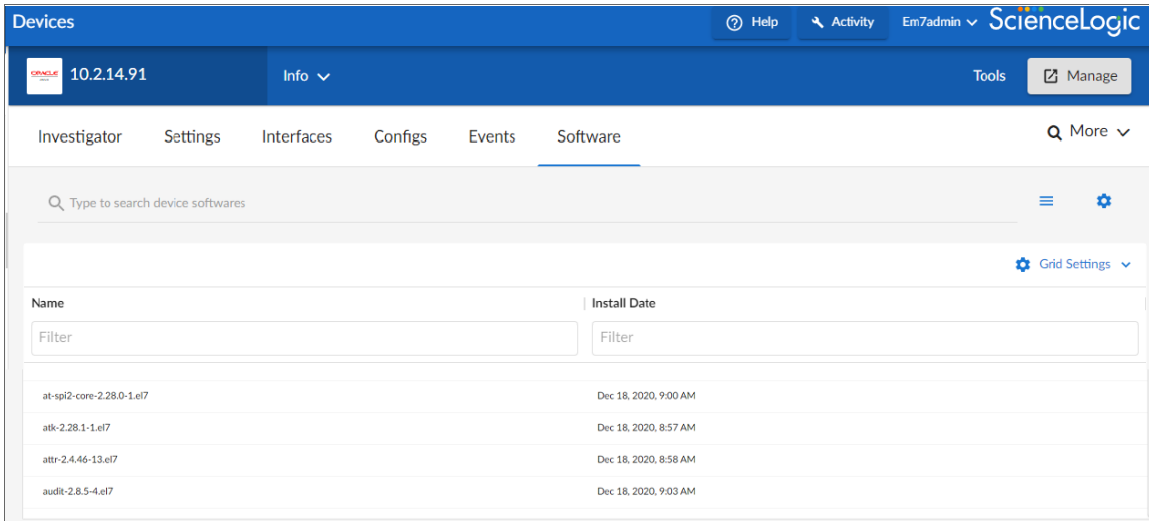 Devices
Help
Activity
Em7admin
ScienceLogic
ORACLE
10.2.14.91
Info
Tools
Manage
Investigator
Settings
Interfaces
Configs
Events
Software
More
Type to search device softwares
Grid Settings
Name
Install Date
Filter
Filter
at-spi2-core-2.28.0-1.el7
Dec 18, 2020, 9:00 AM
atk-2.28.1-1.el7
Dec 18, 2020, 8:57 AM
attr-2.4.46-13.el7
Dec 18, 2020, 8:58 AM
audit-2.8.5-4.el7
Dec 18, 2020, 9:03 AM